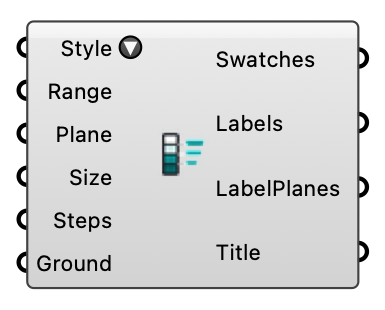 Style
Range
Plane
Size
Steps
Ground
Swatches
Labels
LabelPlanes
Title